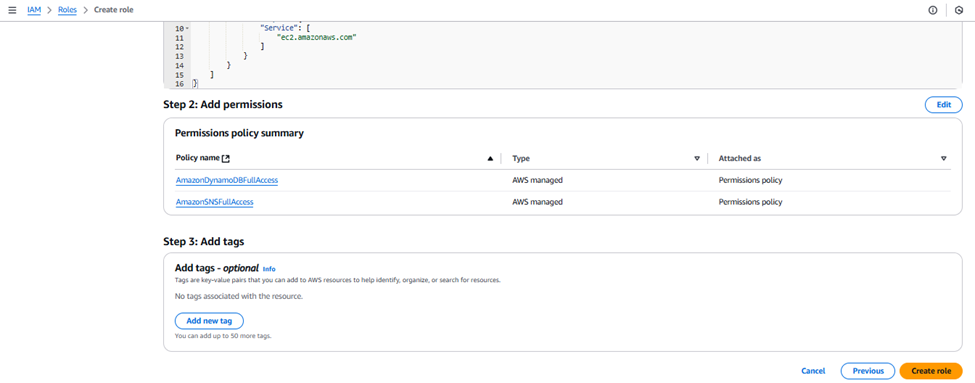 IAM > Roles > Create role
10 "Service": [
11 "ec2.amazonaws.com"
12 ]
13 }
14 }
15 ]
16 }
Step 2: Add permissions
Edit
Permissions policy summary
Policy name Type Attached as
AmazonDynamoDBFullAccess AWS managed Permissions policy
AmazonSNSFullAccess AWS managed Permissions policy
Step 3: Add tags
Add tags - optional Info
Tags are key-value pairs that you can add to AWS resources to help identify, organize, or search for resources.
No tags associated with the resource.
Add new tag
You can add up to 50 more tags.
Cancel Previous Create role